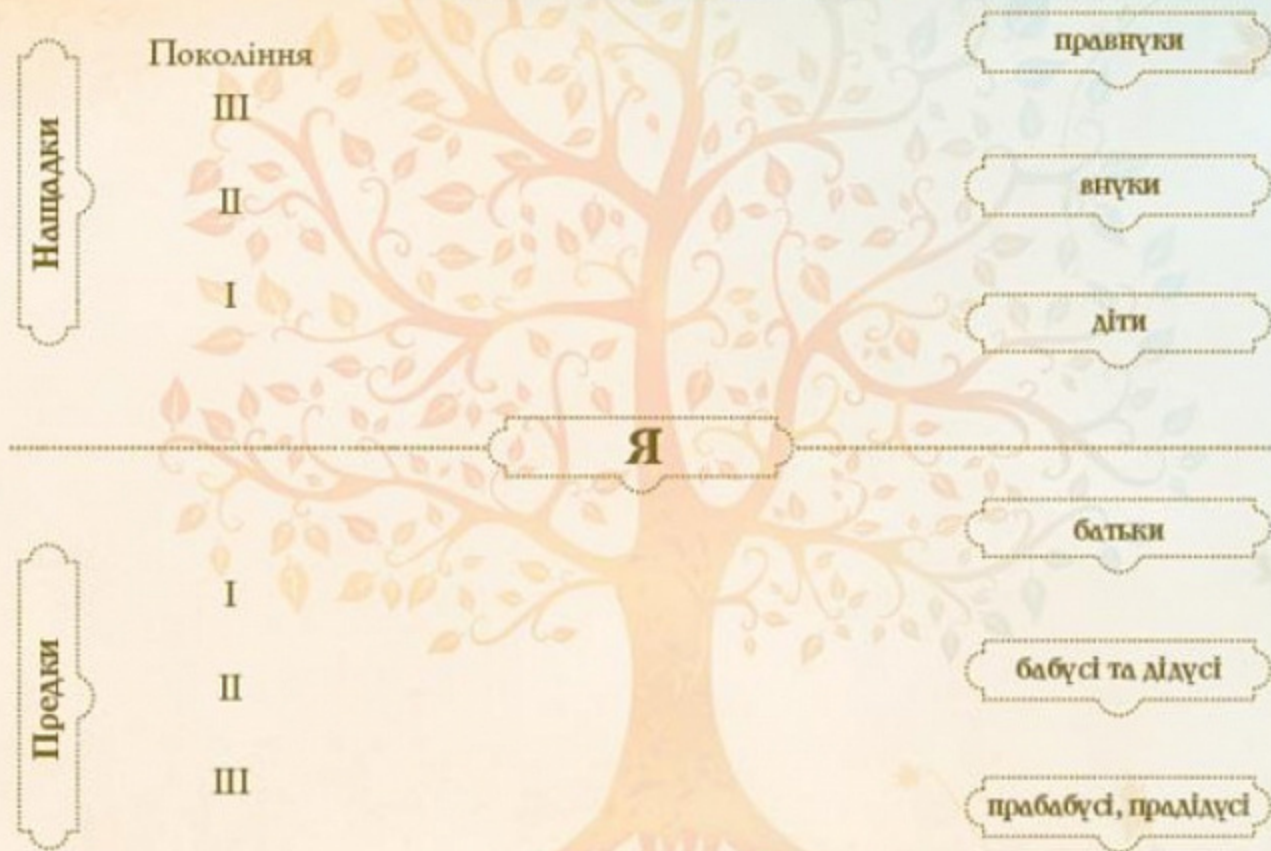 Нащадки
Покоління
III
II
I
правнуки
внуки
діти
Я
Предки
I
II
III
батьки
бабусі та дідусі
прабабусі, прадідусі